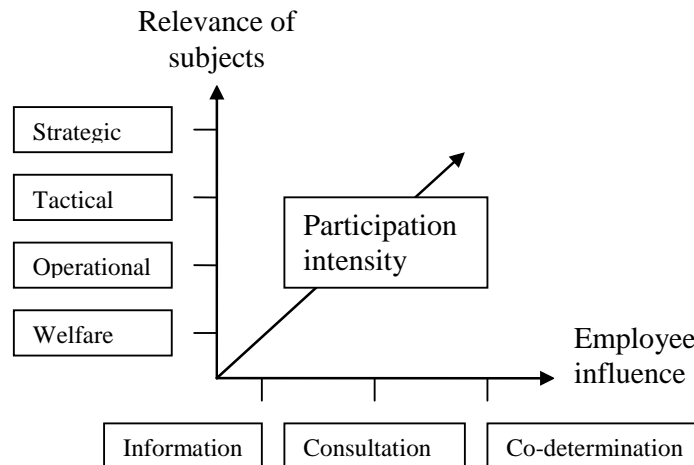 Relevance of
subjects
Strategic
Tactical
Operational
Welfare
Participation
intensity
Employee
influence
Information
Consultation
Co-determination